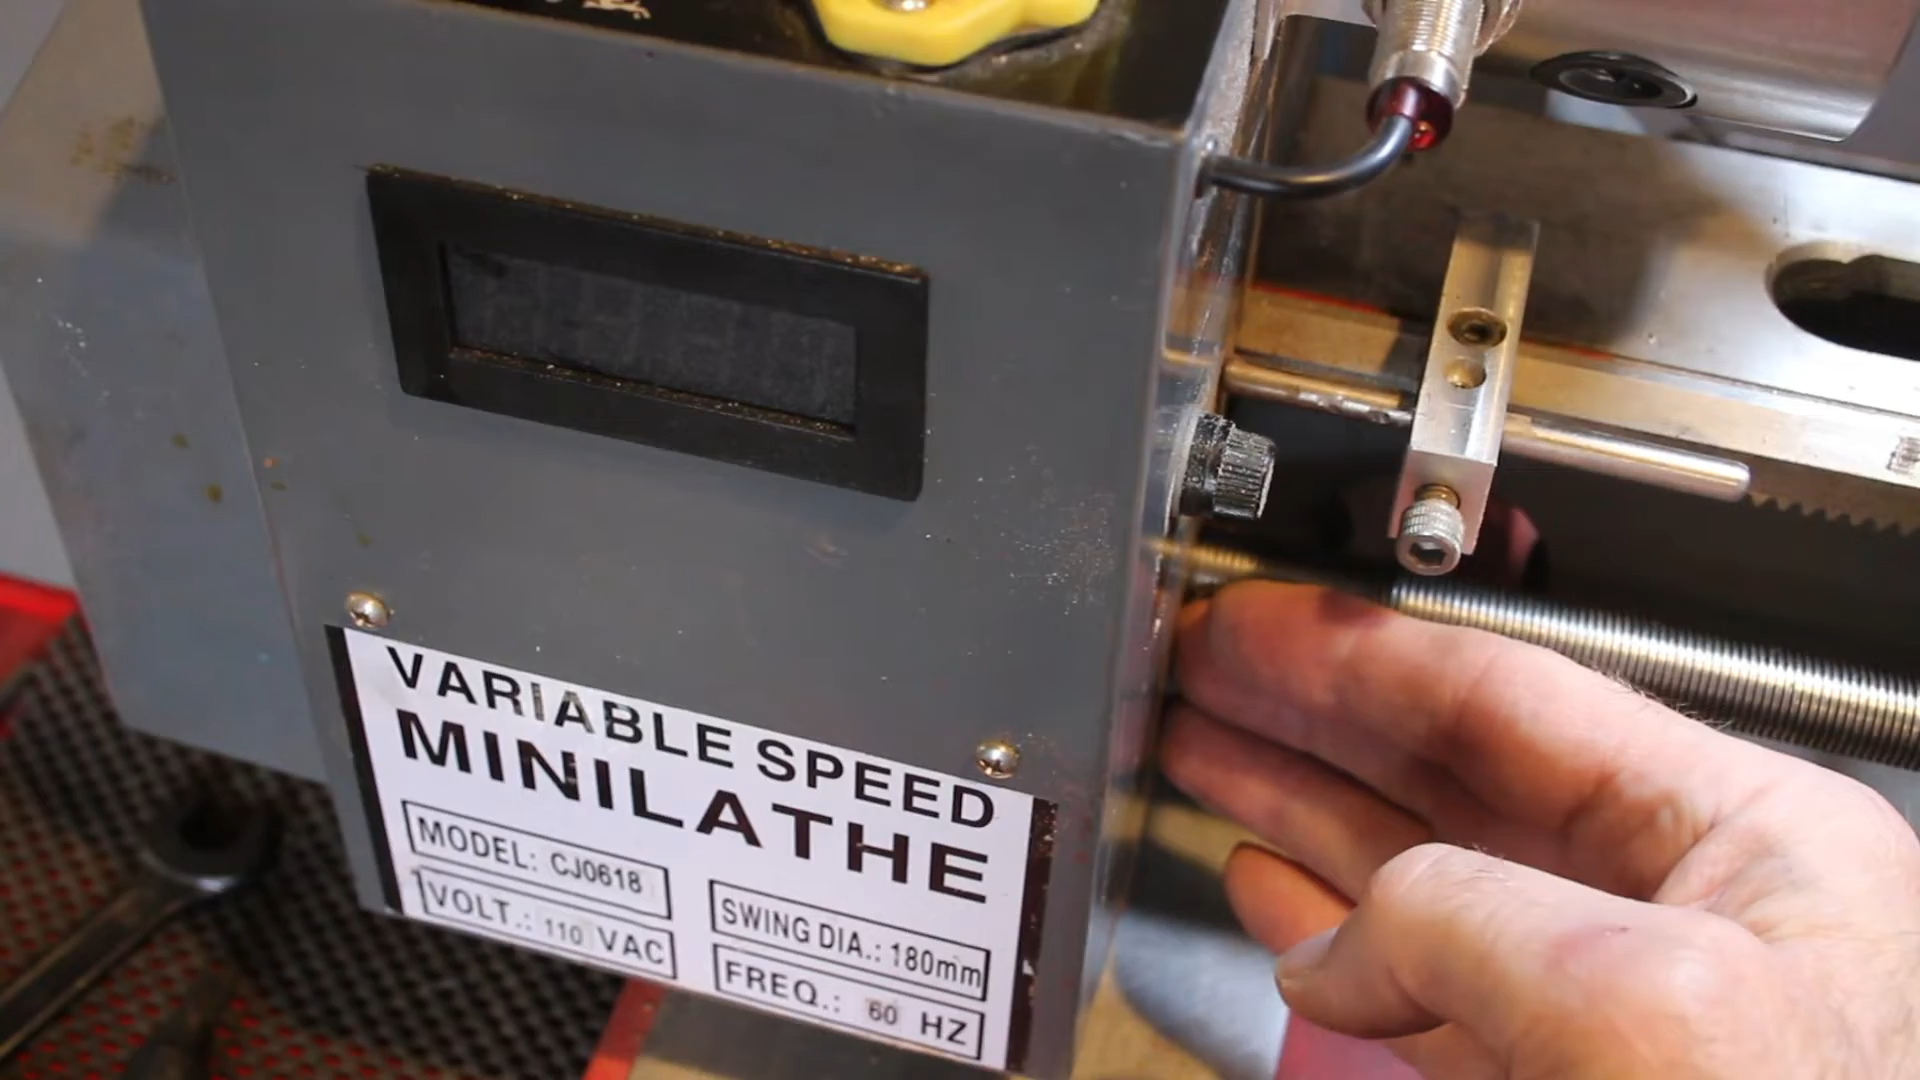 VARIABLE SPEED
MINILATHE
MODEL: CJ0618
SWING DIA.: 180mm
VOLT.: 110 VAC
FREQ.: 60 HZ